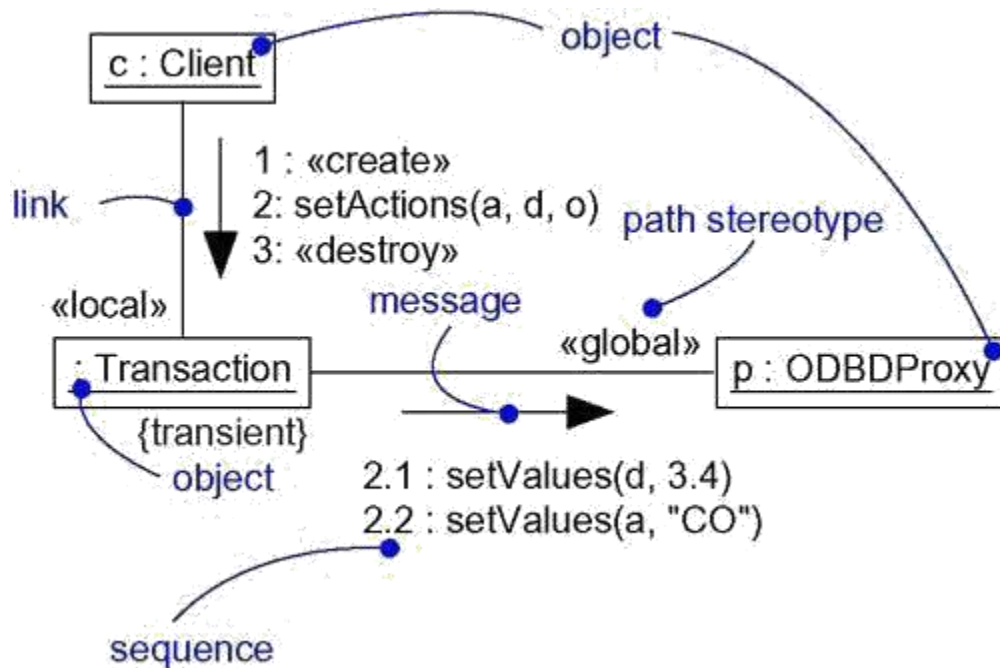 object
c : Client
1 : «create»
link
2: setActions(a, d, o)
path stereotype
3: «destroy»
«local»
message
«global»
: Transaction
p : ODBDProxy
{transient}
object
2.1 : setValues(d, 3.4)
2.2 : setValues(a, "CO")
sequence